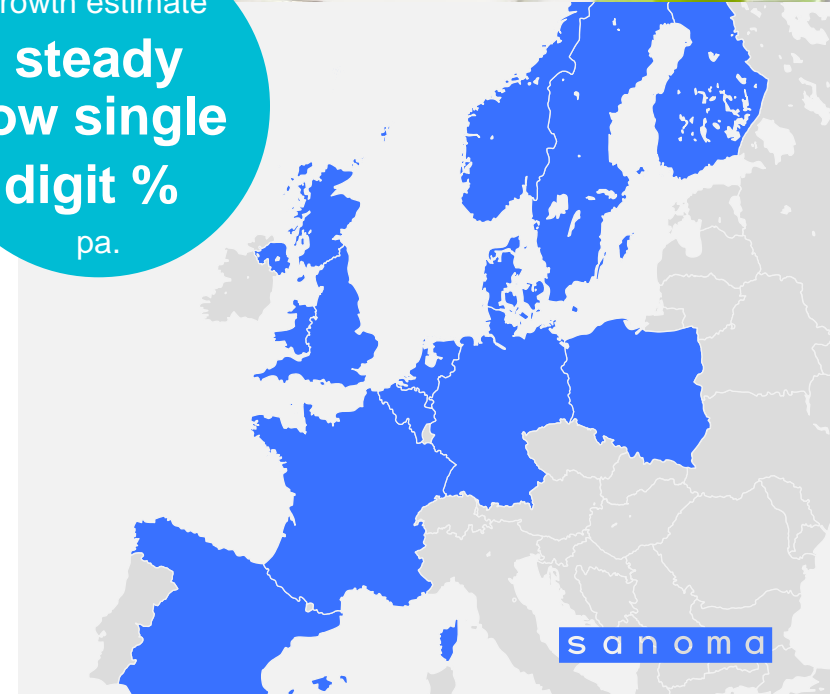 rowth estimate
steady
ow single
digit %
pa.
sanoma